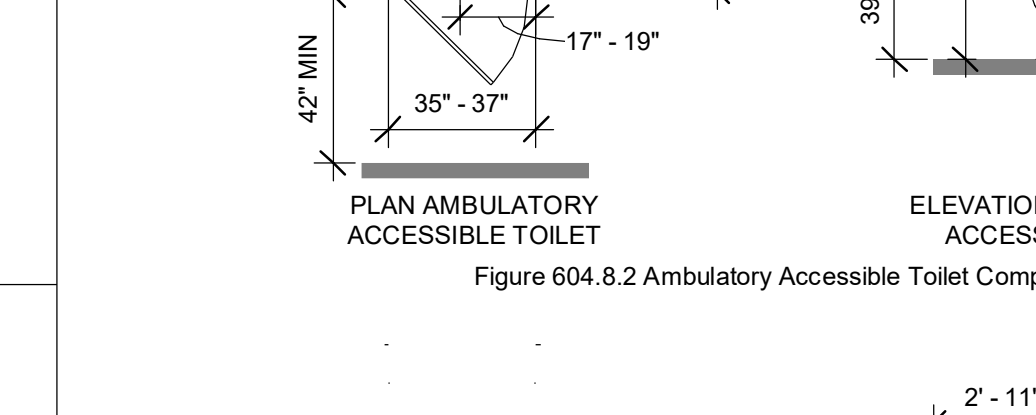 17" - 19"
42" MIN
35" - 37"
39
PLAN AMBULATORY
ACCESSIBLE TOILET
ELEVATIO
ACCESS
Figure 604.8.2 Ambulatory Accessible Toilet Comp
2' - 11"